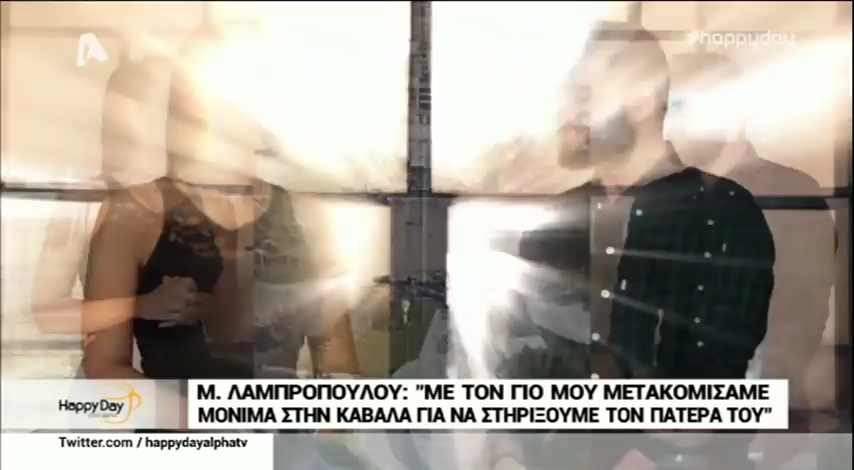 #happyday
Μ. ΛΑΜΠΡΟΠΟΥΛΟΥ: "ΜΕ ΤΟΝ ΓΙΟ ΜΟΥ ΜΕΤΑΚΟΜΙΣΑΜΕ
ΜΟΝΙΜΑ ΣΤΗΝ ΚΑΒΑΛΑ ΓΙΑ ΝΑ ΣΤΗΡΙΞΟΥΜΕ ΤΟΝ ΠΑΤΕΡΑ ΤΟΥ"
Happy Day
Twitter.com / happydayalphatv